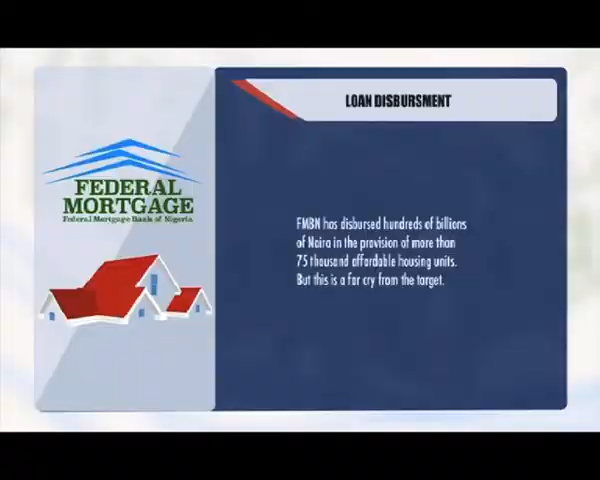 LOAN DISBURSMENT
FEDERAL
MORTGAGE
Federal Mortgage Bank of Nigeria
FMBN has disbursed hundreds of billions
of Naira in the provision of more than
75 thousand affordable housing units.
But this is a far cry from the target.